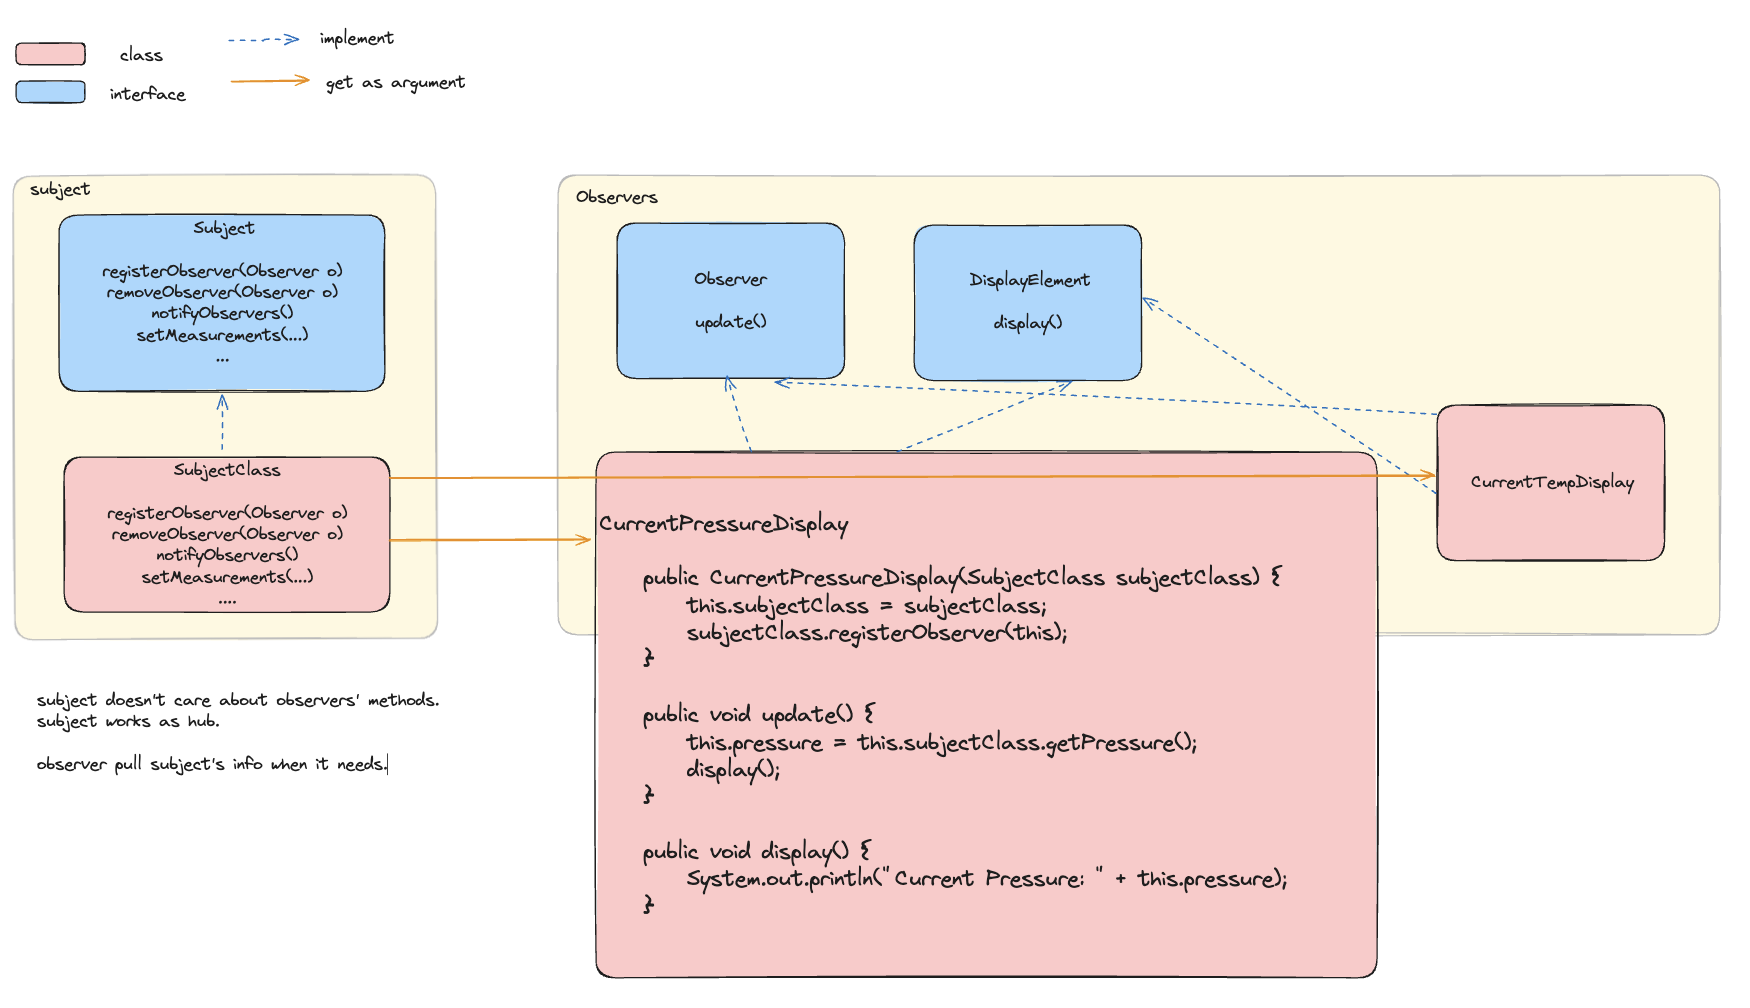 class
implement
interface
get as argument
subject
Subject
registerObserver(Observer o)
removeObserver(Observer o)
notifyObservers()
setMeasurements(...)
...
SubjectClass
registerObserver(Observer o)
removeObserver(Observer o)
notifyObservers()
setMeasurements(...)
....
subject doesn't care about observers' methods.
subject works as hub.
observer pull subject's info when it needs.
Observers
Observer
update()
DisplayElement
display()
CurrentTempDisplay
CurrentPressureDisplay
public CurrentPressureDisplay(SubjectClass subjectClass) {
this.subjectClass = subjectClass;
subjectClass.registerObserver(this);
}
public void update() {
this.pressure = this.subjectClass.getPressure();
display();
}
public void display() {
System.out.println("Current Pressure: " + this.pressure);
}